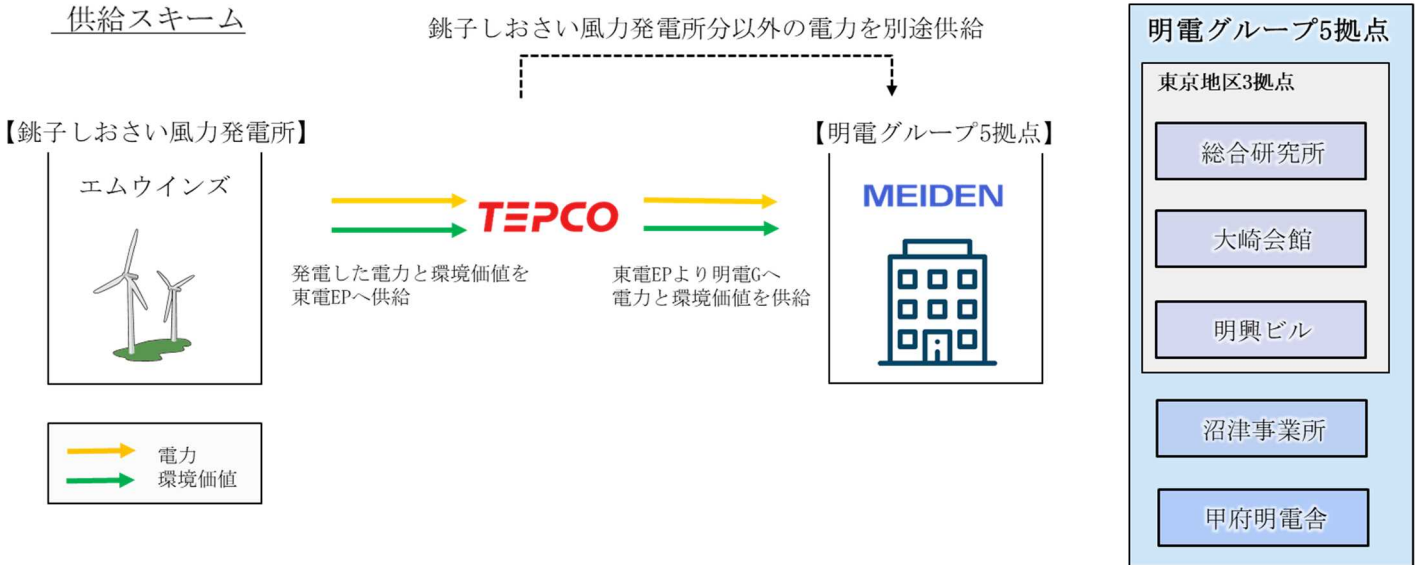 供給スキーム
銚子しおさい風力発電所分以外の電力を別途供給
【銚子しおさい風力発電所】
エムウインズ
TEPCO
発電した電力と環境価値を
東電EPへ供給
東電EPより明電Gへ
電力と環境価値を供給
【明電グループ5拠点】
MEIDEN
電力
環境価値
明電グループ5拠点
東京地区3拠点
総合研究所
大崎会館
明興ビル
沼津事業所
甲府明電舎